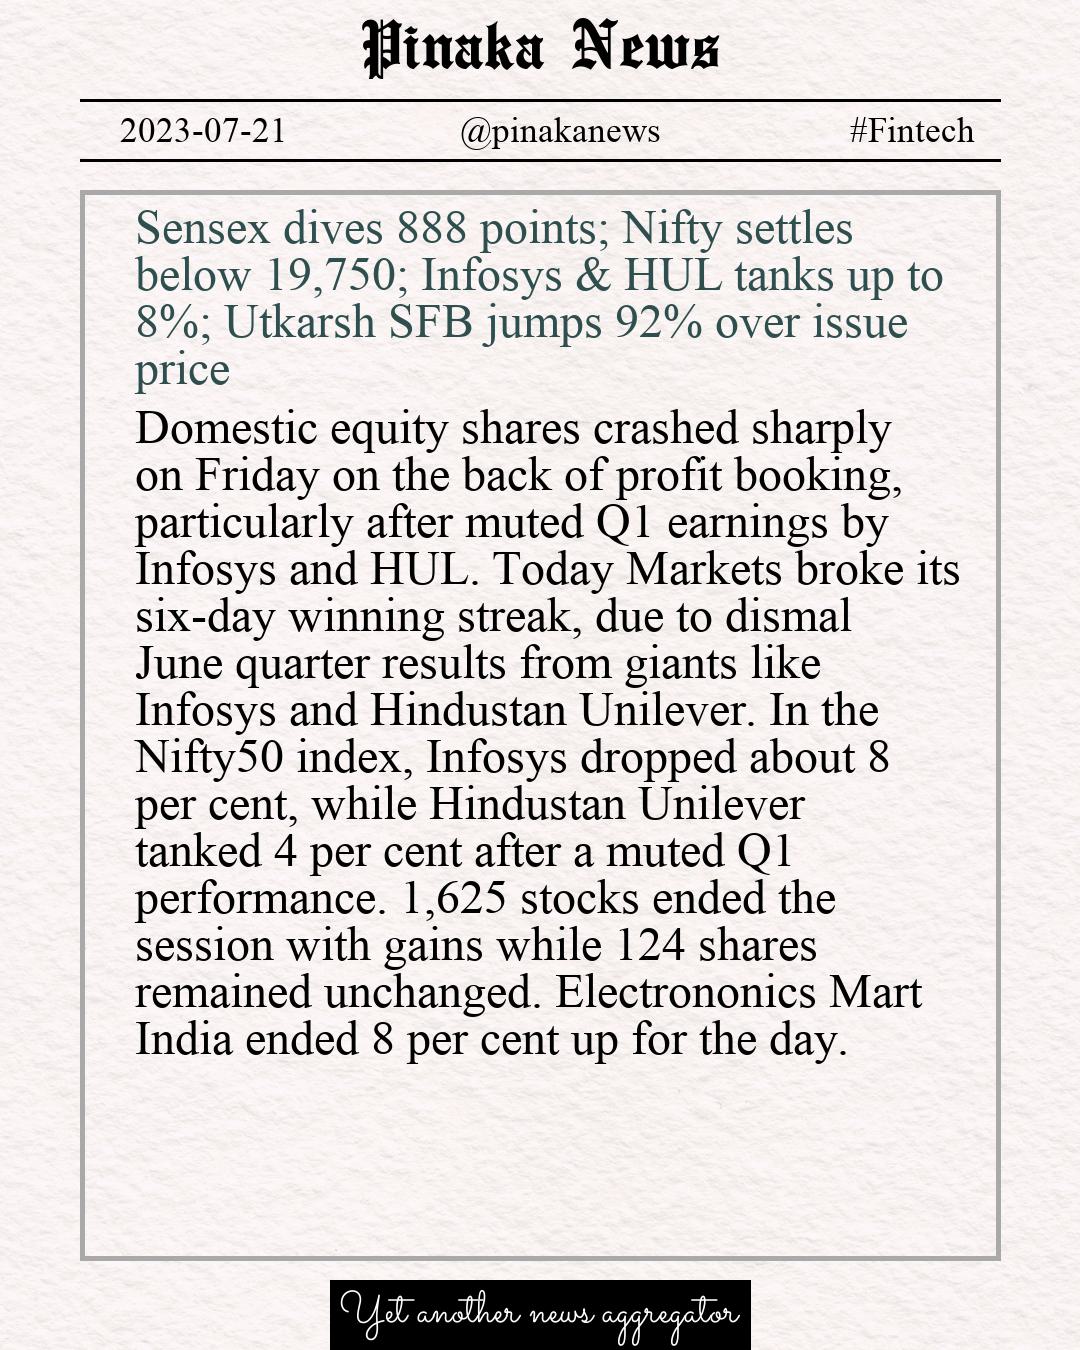 Pinaka News
2023-07-21 @pinakanews #Fintech
Sensex dives 888 points; Nifty settles
below 19,750; Infosys & HUL tanks up to
8%; Utkarsh SFB jumps 92% over issue
price
Domestic equity shares crashed sharply
on Friday on the back of profit booking,
particularly after muted Q1 earnings by
Infosys and HUL. Today Markets broke its
six-day winning streak, due to dismal
June quarter results from giants like
Infosys and Hindustan Unilever. In the
Nifty50 index, Infosys dropped about 8
per cent, while Hindustan Unilever
tanked 4 per cent after a muted Q1
performance. 1,625 stocks ended the
session with gains while 124 shares
remained unchanged. Electrononics Mart
India ended 8 per cent up for the day.
Yet another news aggregator